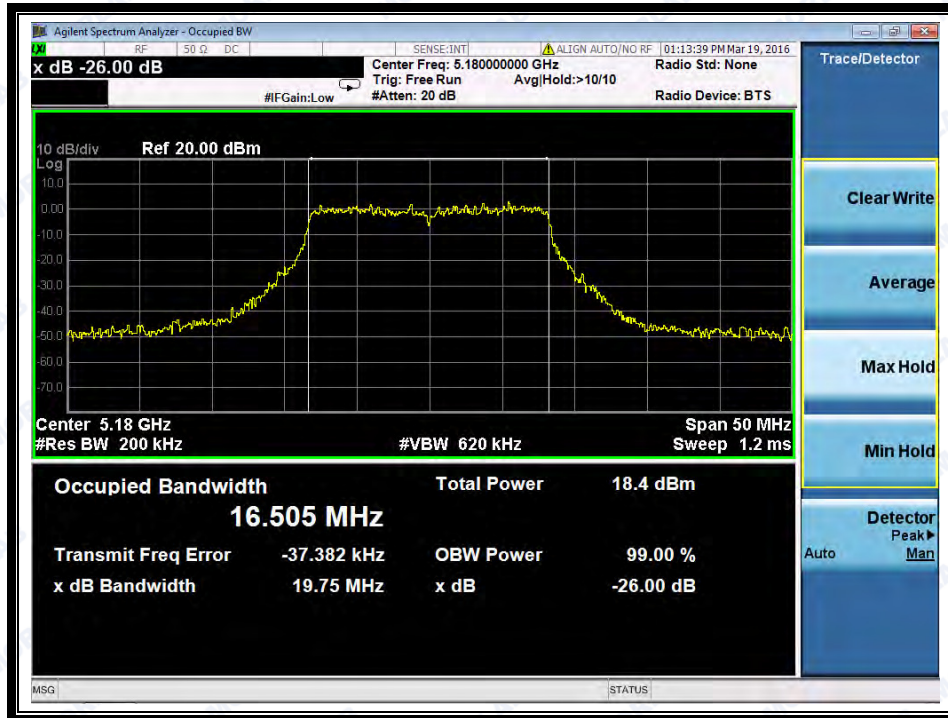 Agilent Spectrum Analyzer - Occupied BW
LXI RF 50 Ω DC SENSE:INT ALIGN AUTO/NO RF 01:13:39 PM Mar 19, 2016
x dB -26.00 dB Center Freq: 5.180000000 GHz Radio Std: None
Trig: Free Run Avg|Hold:>10/10
#IFGain:Low #Atten: 20 dB Radio Device: BTS
10 dB/div Ref 20.00 dBm
Log
10.0
0.00
-10.0
-20.0
-30.0
-40.0
-50.0
-60.0
-70.0
Center 5.18 GHz Span 50 MHz
#Res BW 200 kHz #VBW 620 kHz Sweep 1.2 ms
Occupied Bandwidth Total Power 18.4 dBm
16.505 MHz
Transmit Freq Error -37.382 kHz OBW Power 99.00 %
x dB Bandwidth 19.75 MHz x dB -26.00 dB
MSG STATUS
Trace/Detector
Clear Write
Average
Max Hold
Min Hold
Detector
Peak▶
Auto Man